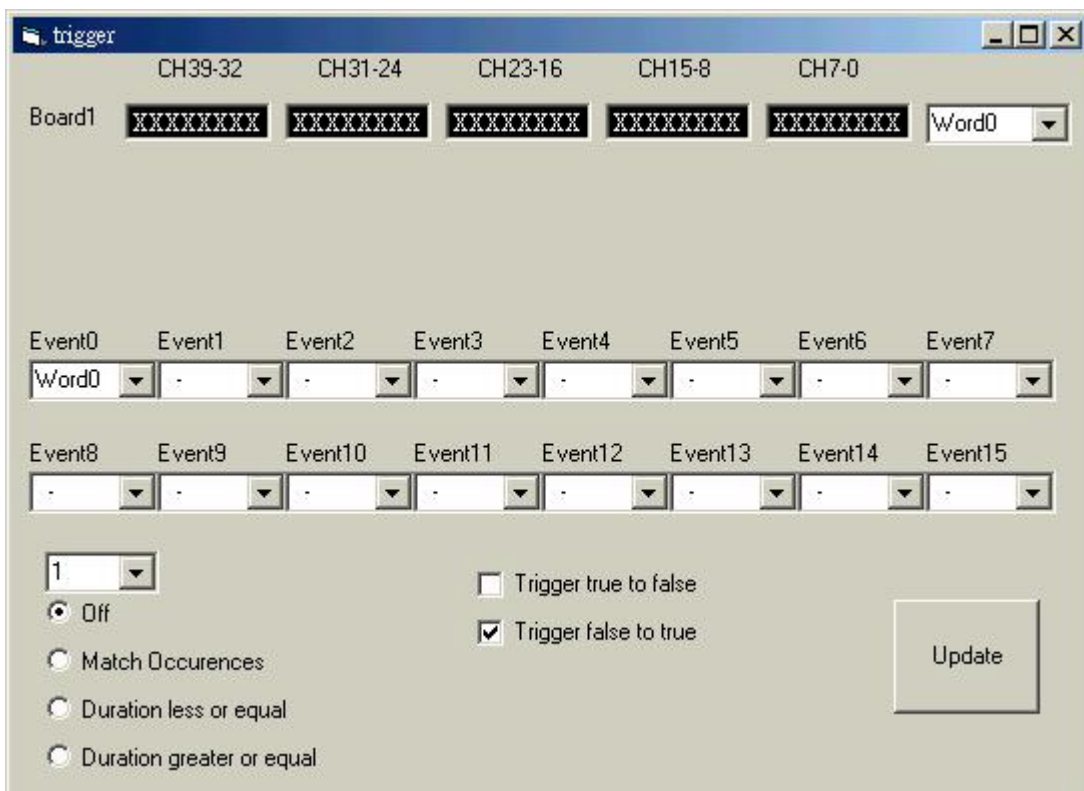 trigger
CH39-32 CH31-24 CH23-16 CH15-8 CH7-0
Board1 XXXXXXXX XXXXXXXX XXXXXXXX XXXXXXXX XXXXXXXX Word0
Event0 Event1 Event2 Event3 Event4 Event5 Event6 Event7
Word0 - - - - - - -
Event8 Event9 Event10 Event11 Event12 Event13 Event14 Event15
- - - - - - - -
1
Off
Match Occurences
Duration less or equal
Duration greater or equal
Trigger true to false
Trigger false to true
Update